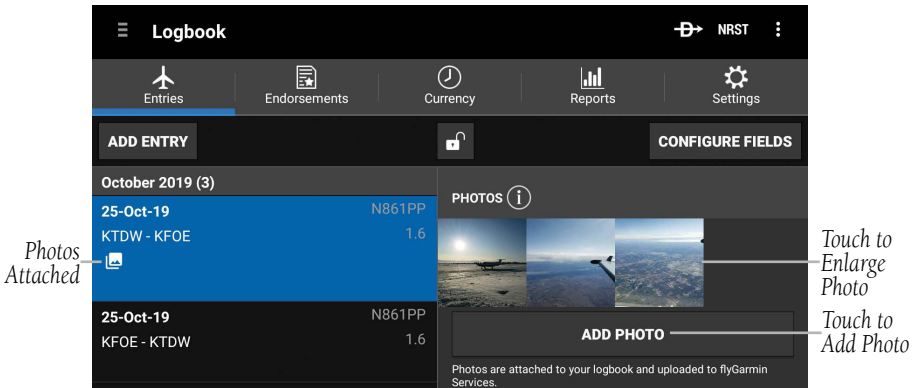 Logbook
NRST
Entries
Endorsements
Currency
Reports
Settings
ADD ENTRY
CONFIGURE FIELDS
October 2019 (3)
25-Oct-19 N861PP
KTDW - KFOE 1.6
25-Oct-19 N861PP
KFOE - KTDW 1.6
PHOTOS i
ADD PHOTO
Photos are attached to your logbook and uploaded to flyGarmin
Services.
Photos
Attached
Touch to
Enlarge
Photo
Touch to
Add Photo